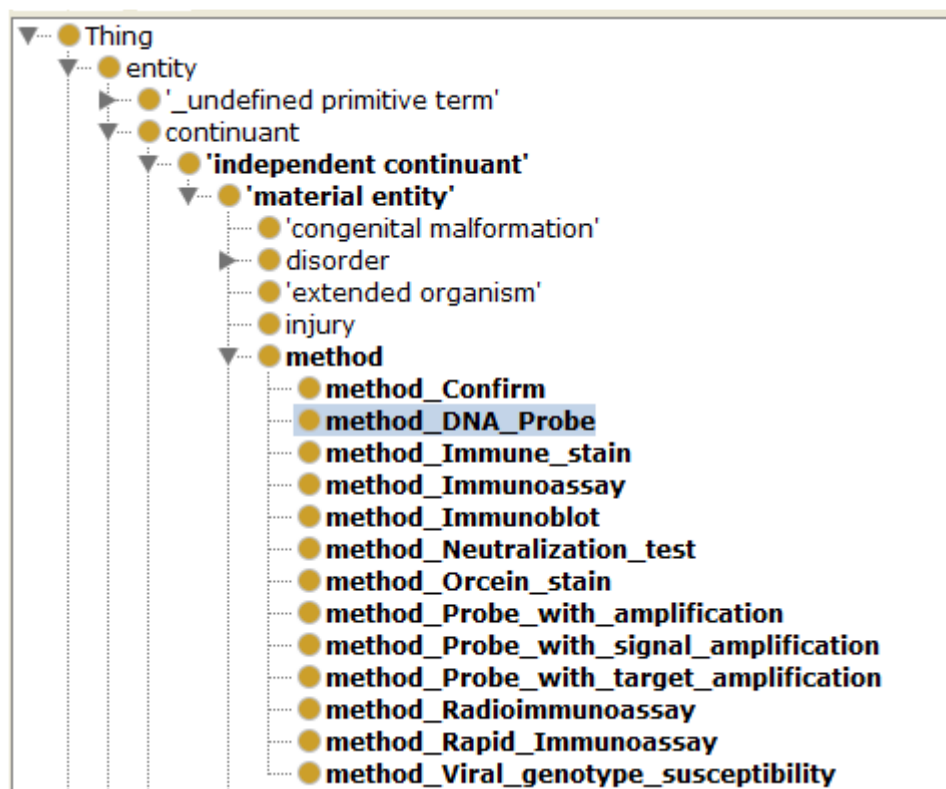 Thing
entity
'_undefined primitive term'
continuant
'independent continuant'
'material entity'
'congenital malformation'
disorder
'extended organism'
injury
method
method_Confirm
method_DNA_Probe
method_Immune_stain
method_Immunoassay
method_Immunoblot
method_Neutralization_test
method_Orcein_stain
method_Probe_with_amplification
method_Probe_with_signal_amplification
method_Probe_with_target_amplification
method_Radioimmunoassay
method_Rapid_Immunoassay
method_Viral_genotype_susceptibility